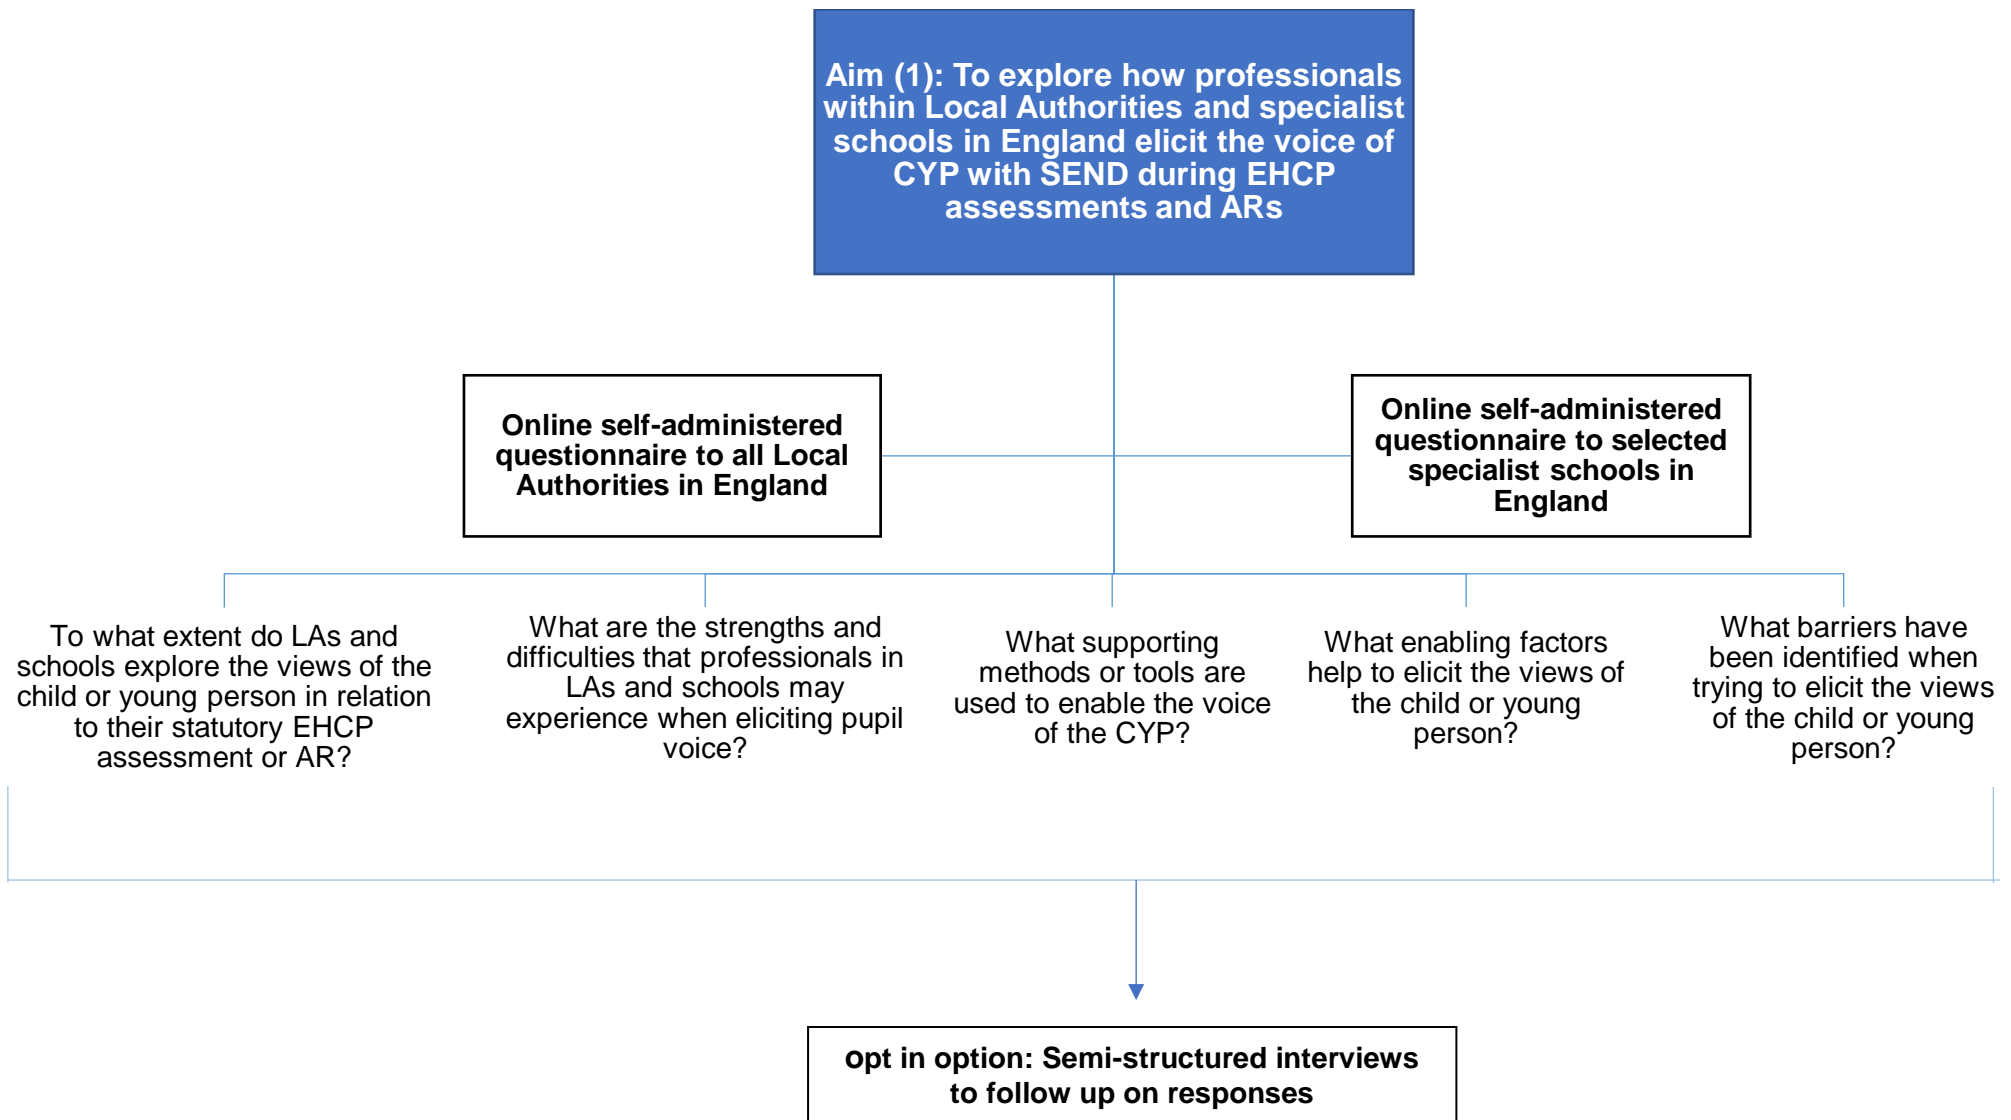 Aim (1): To explore how professionals
within Local Authorities and specialist
schools in England elicit the voice of
CYP with SEND during EHCP
assessments and ARs
Online self-administered
questionnaire to all Local
Authorities in England
Online self-administered
questionnaire to selected
specialist schools in
England
To what extent do LAs and
schools explore the views of the
child or young person in relation
to their statutory EHCP
assessment or AR?
What are the strengths and
difficulties that professionals in
LAs and schools may
experience when eliciting pupil
voice?
What supporting
methods or tools are
used to enable the voice
of the CYP?
What enabling factors
help to elicit the views of
the child or young
person?
What barriers have
been identified when
trying to elicit the views
of the child or young
person?
opt in option: Semi-structured interviews
to follow up on responses